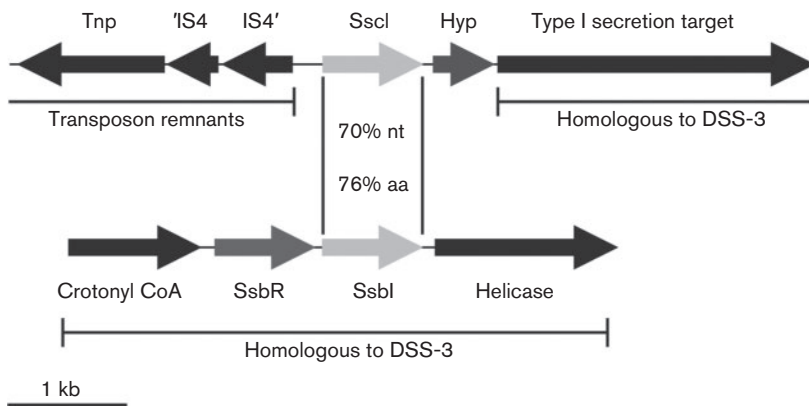 Tnp 'IS4 IS4' SscI Hyp Type I secretion target
Transposon remnants Homologous to DSS-3
70% nt
76% aa
Crotonyl CoA SsbR SsbI Helicase
Homologous to DSS-3
1 kb